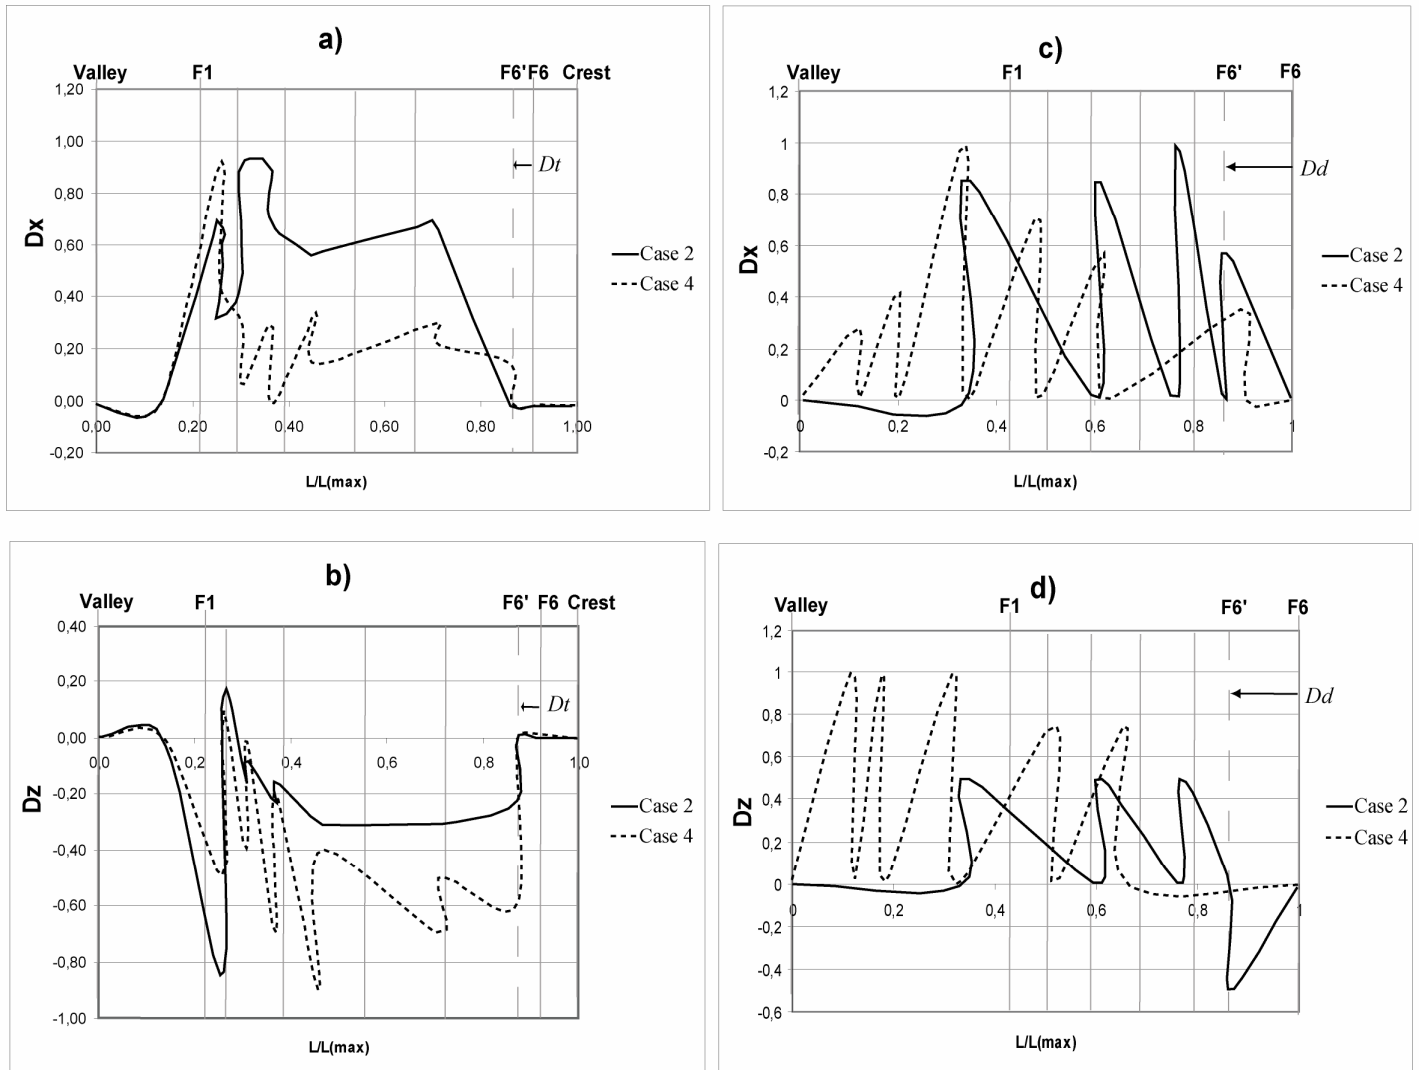 a)
Valley F1 F6' F6 Crest
1,20
1,00
0,80
0,60
0,40
0,20
0,00
-0,20
Dx
Dt
0,00 0,20 0,40 0,60 0,80 1,00
L/L(max)
Case 2
Case 4
c)
Valley F1 F6' F6
1,2
1
0,8
0,6
0,4
0,2
0
-0,2
Dx
Dd
0 0,2 0,4 0,6 0,8 1
L/L(max)
Case 2
Case 4
b)
Valley F1 F6' F6 Crest
0,40
0,20
0,00
-0,20
-0,40
-0,60
-0,80
-1,00
Dz
Dt
0,0 0,2 0,4 0,6 0,8 1,0
L/L(max)
Case 2
Case 4
d)
Valley F1 F6' F6
1,2
1
0,8
0,6
0,4
0,2
0
-0,2
-0,4
-0,6
Dz
Dd
0 0,2 0,4 0,6 0,8 1
L/L(max)
Case 2
Case 4